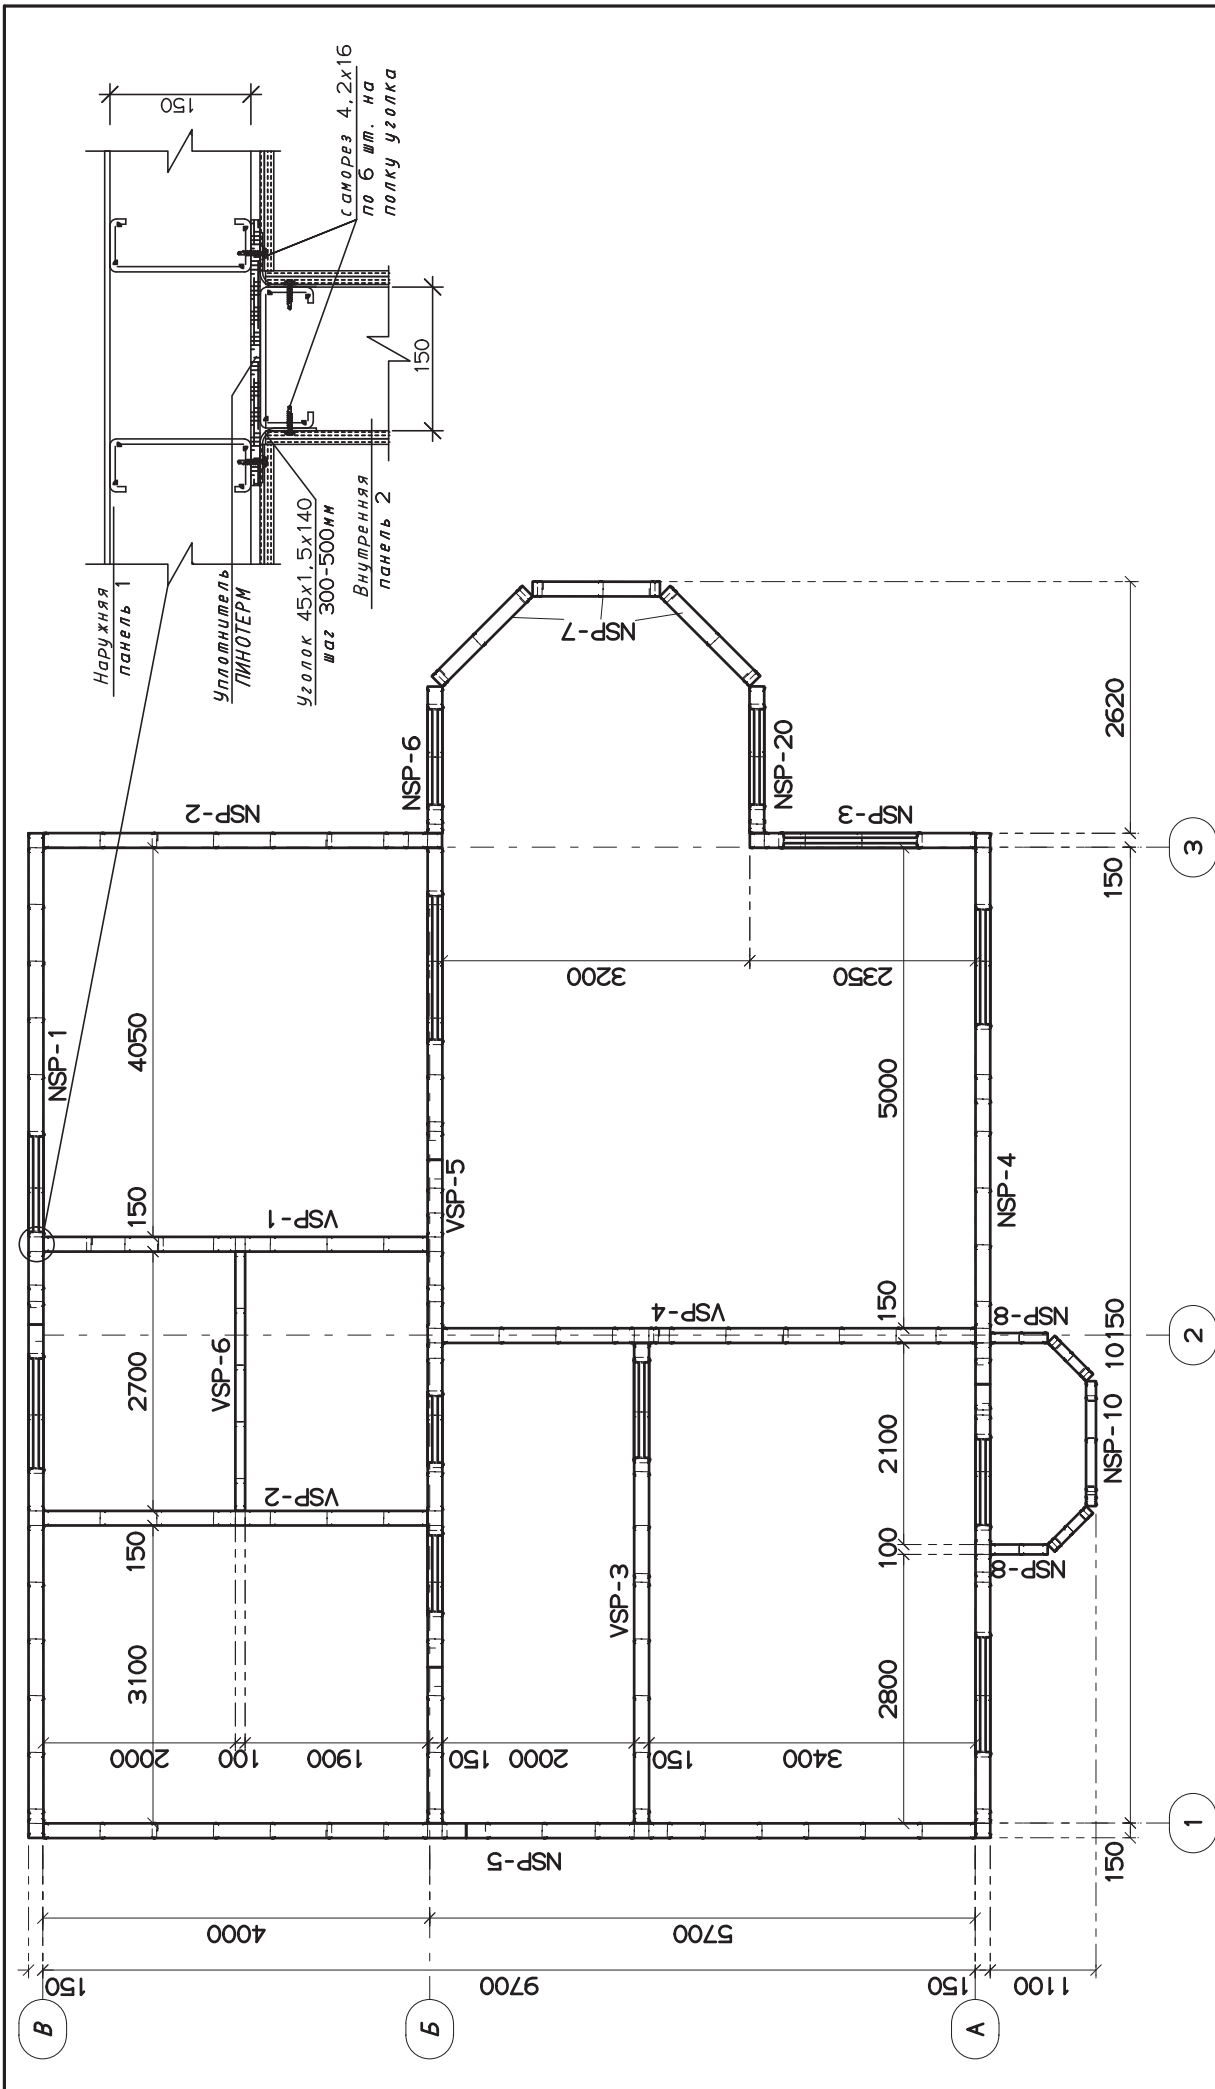 Наружняя
панель 1
Уплотнитель
ЛИНОТЕРМ
Уголок 45х1,5х140
шаг 300-500мм
Внутренняя
панель 2
Саморез 4,2х16
по 6 шт. на
полку уголка
150
150
NSP-1
NSP-2
4050
150
2700
150
3100
VSP-1
VSP-6
VSP-2
2000
100
1900
NSP-6
NSP-7
NSP-20
NSP-3
VSP-5
3200
2350
5000
150
2100
100
2800
VSP-4
VSP-3
150
2000
150
3400
NSP-5
NSP-4
NSP-8
NSP-10
NSP-8
2620
150
10150
150
150
4000
5700
9700
150
1100
В
Б
А
1
2
3